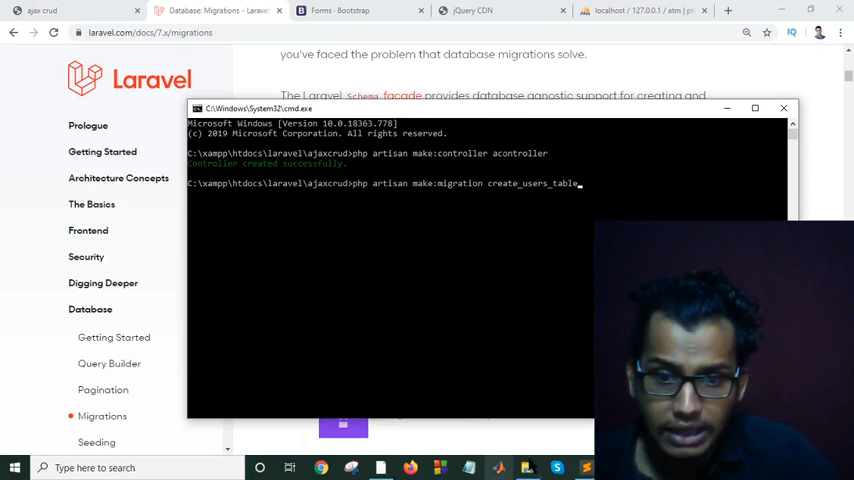 ajax crud
Database: Migrations - Laravel
Forms · Bootstrap
jQuery CDN
localhost / 127.0.0.1 / atm | ph
laravel.com/docs/7.x/migrations
IQ
you've faced the problem that database migrations solve.
Laravel
The Laravel Schema facade provides database agnostic support for creating and
C:\Windows\System32\cmd.exe
Microsoft Windows [Version 10.0.18363.778]
(c) 2019 Microsoft Corporation. All rights reserved.
C:\xampp\htdocs\laravel\ajaxcrud>php artisan make:controller acontroller
Controller created successfully.
C:\xampp\htdocs\laravel\ajaxcrud>php artisan make:migration create_users_table
Prologue
Getting Started
Architecture Concepts
The Basics
Frontend
Security
Digging Deeper
Database
Getting Started
Query Builder
Pagination
Migrations
Seeding
Type here to search